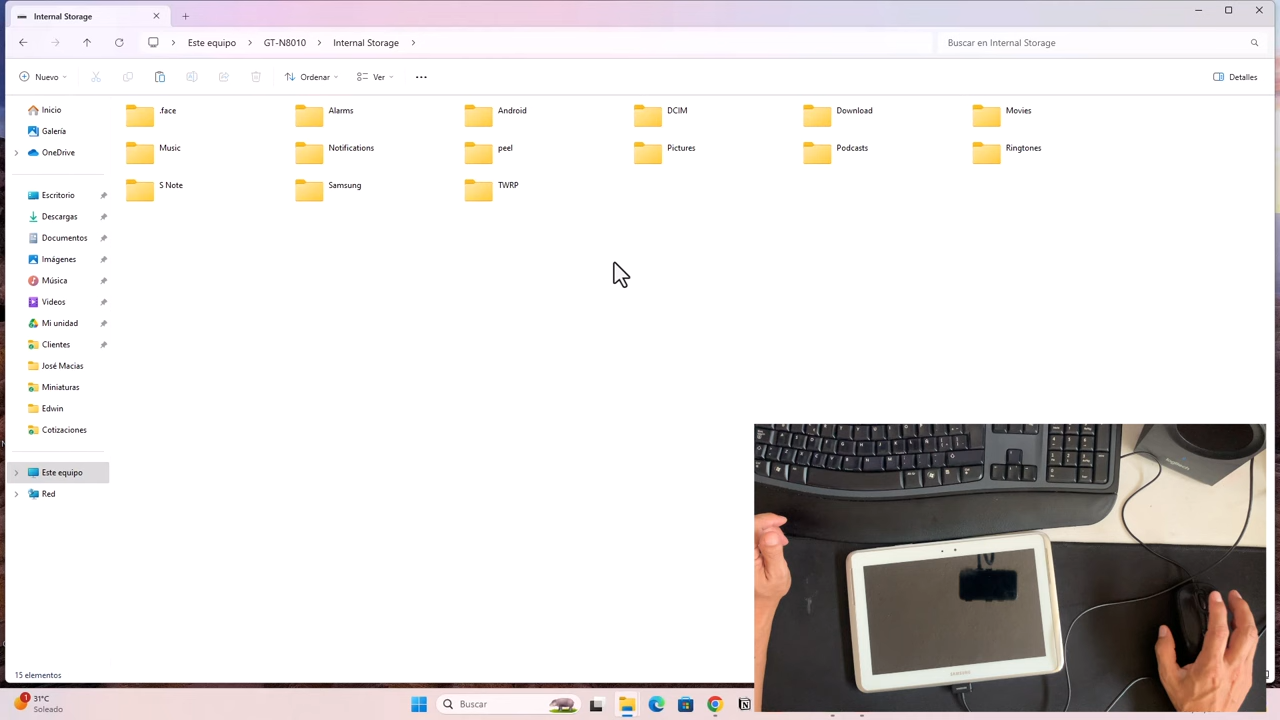 Internal Storage
Este equipo > GT-N8010 > Internal Storage >
Buscar en Internal Storage
Nuevo
Ordenar
Ver
Detalles
Inicio
Galería
OneDrive
Escritorio
Descargas
Documentos
Imágenes
Música
Videos
Mi unidad
Clientes
José Macias
Miniaturas
Edwin
Cotizaciones
Este equipo
Red
.face
Alarms
Android
DCIM
Download
Movies
Music
Notifications
peel
Pictures
Podcasts
Ringtones
S Note
Samsung
TWRP
15 elementos
1
31°C
Soleado
Buscar
SAMSUNG